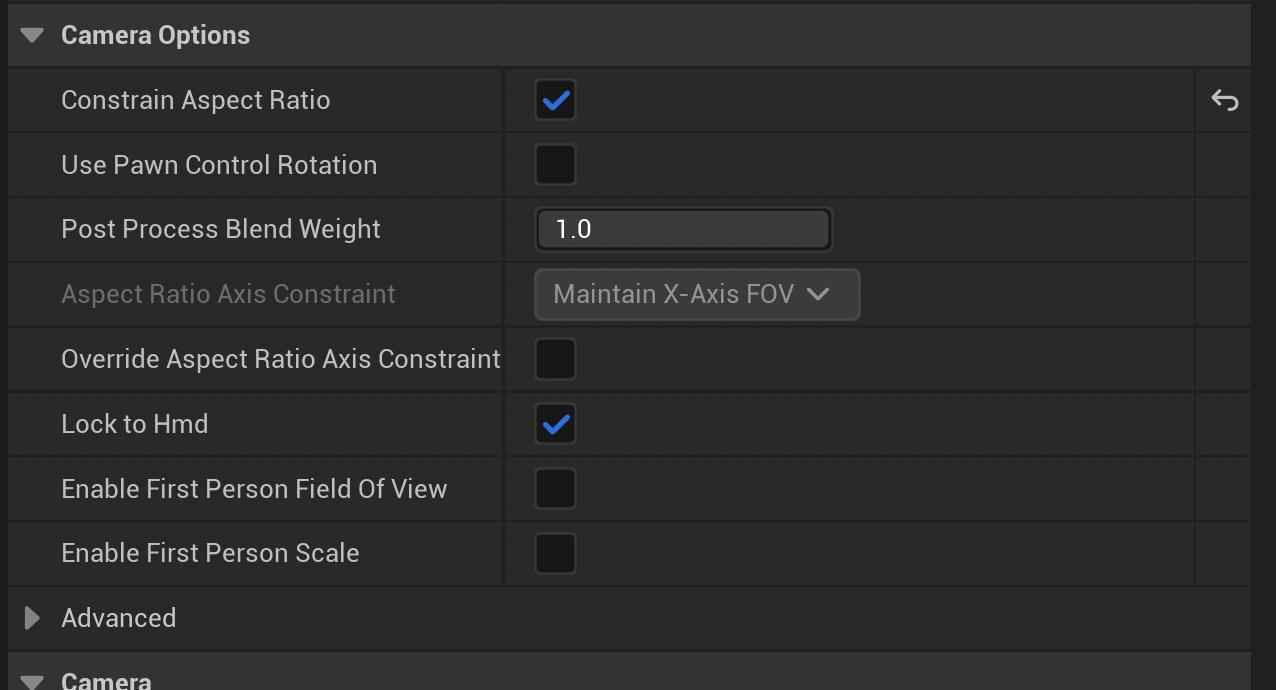 Camera Options
Constrain Aspect Ratio
Use Pawn Control Rotation
Post Process Blend Weight 1.0
Aspect Ratio Axis Constraint Maintain X-Axis FOV
Override Aspect Ratio Axis Constraint
Lock to Hmd
Enable First Person Field Of View
Enable First Person Scale
Advanced
Camera